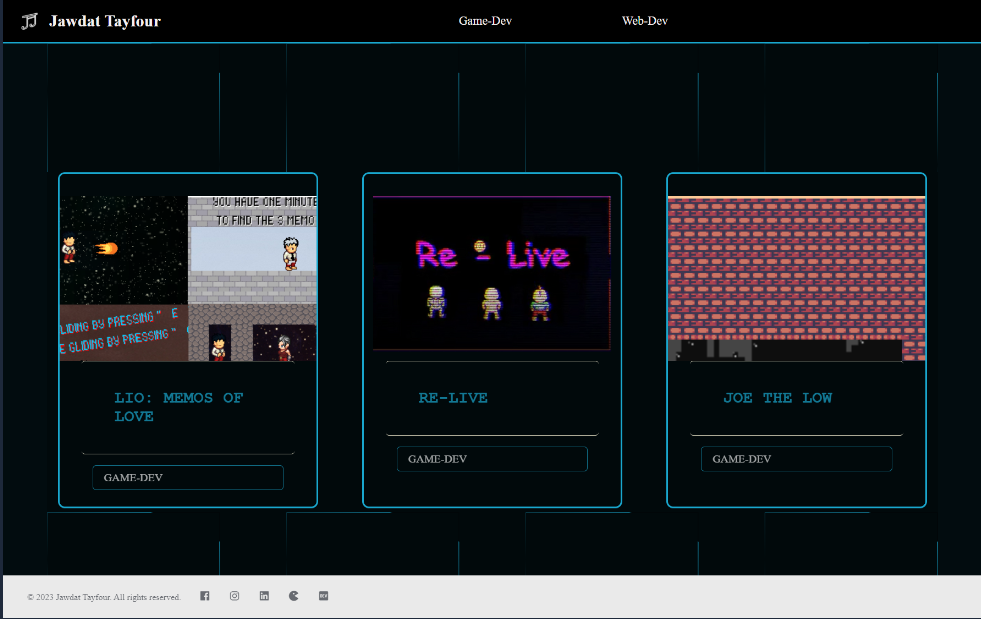 Jawdat Tayfour
Game-Dev
Web-Dev
YOU HAVE ONE MINUTE
TO FIND THE 3 MEMO
GLIDING BY PRESSING " E
E GLIDING BY PRESSING "
Re - Live
LIO: MEMOS OF
LOVE
RE-LIVE
JOE THE LOW
GAME-DEV
GAME-DEV
GAME-DEV
© 2023 Jawdat Tayfour. All rights reserved.